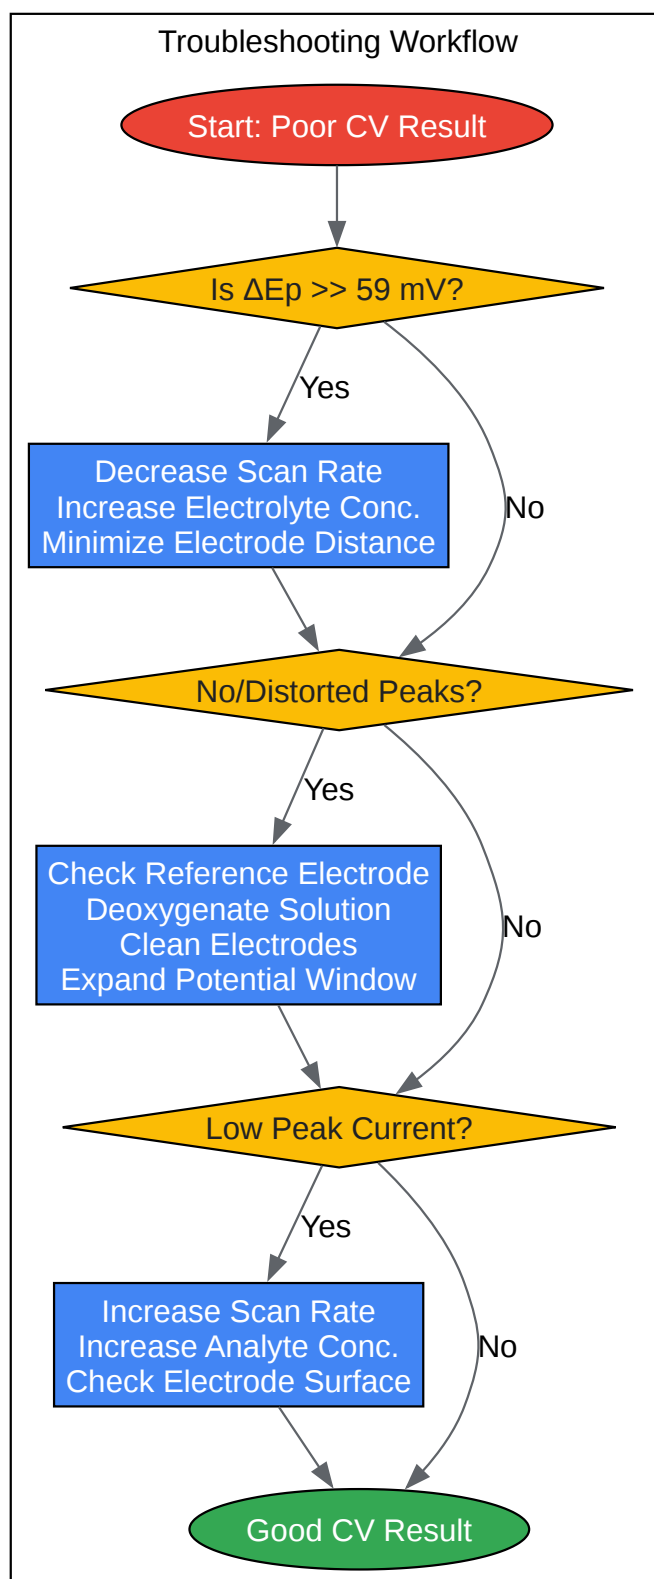 Troubleshooting Workflow
Start: Poor CV Result
Is ΔEp >> 59 mV?
Yes
Decrease Scan Rate
Increase Electrolyte Conc.
Minimize Electrode Distance
No
No/Distorted Peaks?
Yes
Check Reference Electrode
Deoxygenate Solution
Clean Electrodes
Expand Potential Window
No
Low Peak Current?
Yes
Increase Scan Rate
Increase Analyte Conc.
Check Electrode Surface
No
Good CV Result